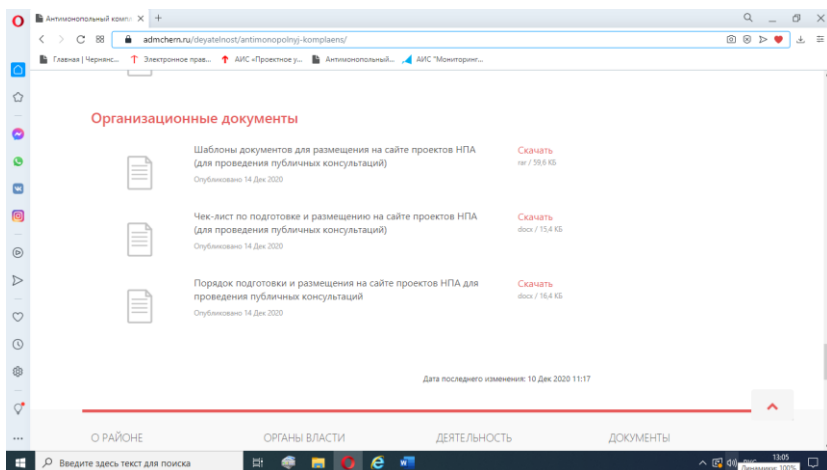 Антимонопольный компл
admchern.ru/deyatelnost/antimonopolnyj-komplaens/
Главная | Чернянс...
Электронное прав...
АИС «Проектное у...
Антимонопольный...
АИС "Мониторинг...
Организационные документы
Шаблоны документов для размещения на сайте проектов НПА
(для проведения публичных консультаций)
Опубликовано 14 Дек 2020
Скачать
rar / 59,6 КБ
Чек-лист по подготовке и размещению на сайте проектов НПА
(для проведения публичных консультаций)
Опубликовано 14 Дек 2020
Скачать
docx / 15,4 КБ
Порядок подготовки и размещения на сайте проектов НПА для
проведения публичных консультаций
Опубликовано 14 Дек 2020
Скачать
docx / 16,4 КБ
Дата последнего изменения: 10 Дек 2020 11:17
О РАЙОНЕ
ОРГАНЫ ВЛАСТИ
ДЕЯТЕЛЬНОСТЬ
ДОКУМЕНТЫ
Введите здесь текст для поиска
13:05
Динамики: 100%